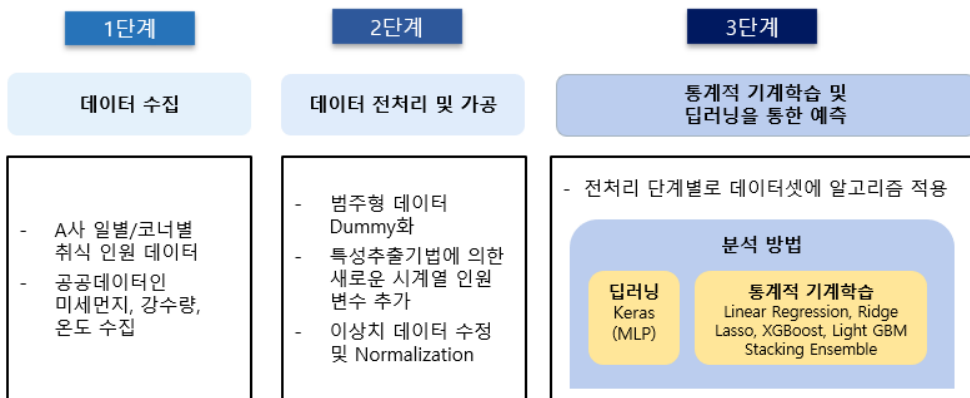 1단계
2단계
3단계
데이터 수집
데이터 전처리 및 가공
통계적 기계학습 및
딥러닝을 통한 예측
- A사 일별/코너별
취식 인원 데이터
- 공공데이터인
미세먼지, 강수량,
온도 수집
- 범주형 데이터
Dummy화
- 특성추출기법에 의한
새로운 시계열 인원
변수 추가
- 이상치 데이터 수정
및 Normalization
- 전처리 단계별로 데이터셋에 알고리즘 적용
분석 방법
딥러닝
Keras
(MLP)
통계적 기계학습
Linear Regression, Ridge
Lasso, XGBoost, Light GBM
Stacking Ensemble